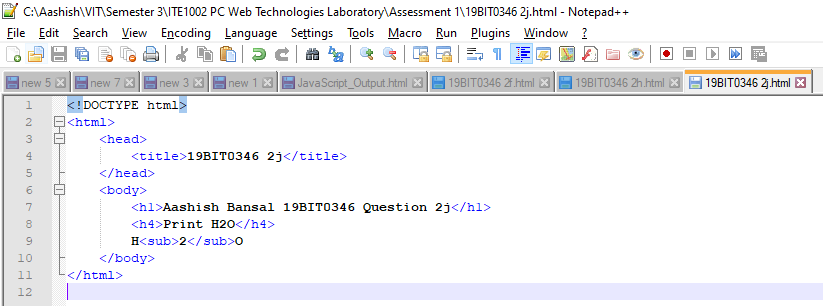 C:\Aashish\VIT\Semester 3\ITE1002 PC Web Technologies Laboratory\Assessment 1\19BIT0346 2j.html - Notepad++
File Edit Search View Encoding Language Settings Tools Macro Run Plugins Window ?
new 5 new 7 new 3 new 1 JavaScript_Output.html 19BIT0346 2f.html 19BIT0346 2h.html 19BIT0346 2j.html
1 <!DOCTYPE html>
2 <html>
3 <head>
4 <title>19BIT0346 2j</title>
5 </head>
6 <body>
7 <h1>Aashish Bansal 19BIT0346 Question 2j</h1>
8 <h4>Print H2O</h4>
9 H<sub>2</sub>O
10 </body>
11 </html>
12